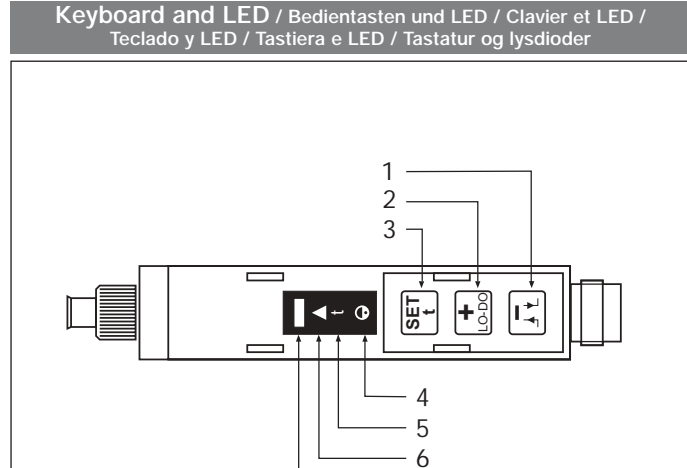 Keyboard and LED / Bedientasten und LED / Clavier et LED /
Teclado y LED / Tastiera e LED / Tastatur og lysdioder
1
2
3
SET
t
+
LO-DO
−
t
4
5
6